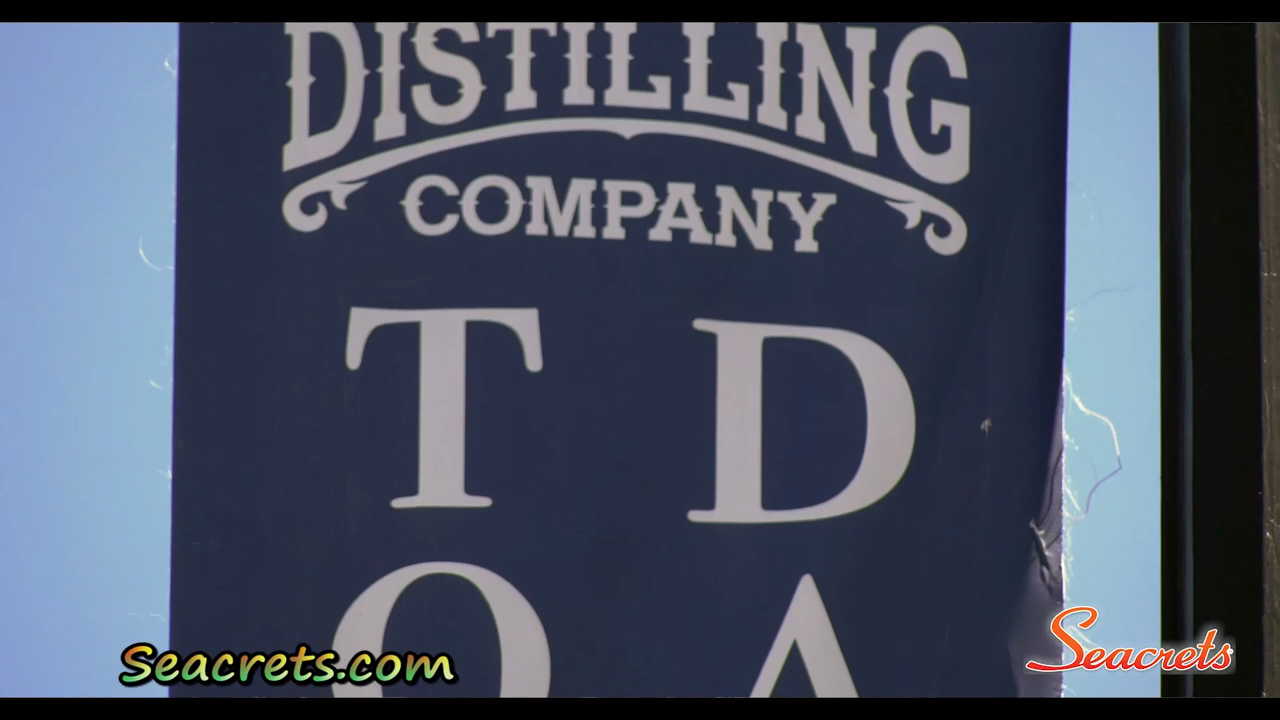 DISTILLING
COMPANY
T D
O A
Seacrets.com
Seacrets